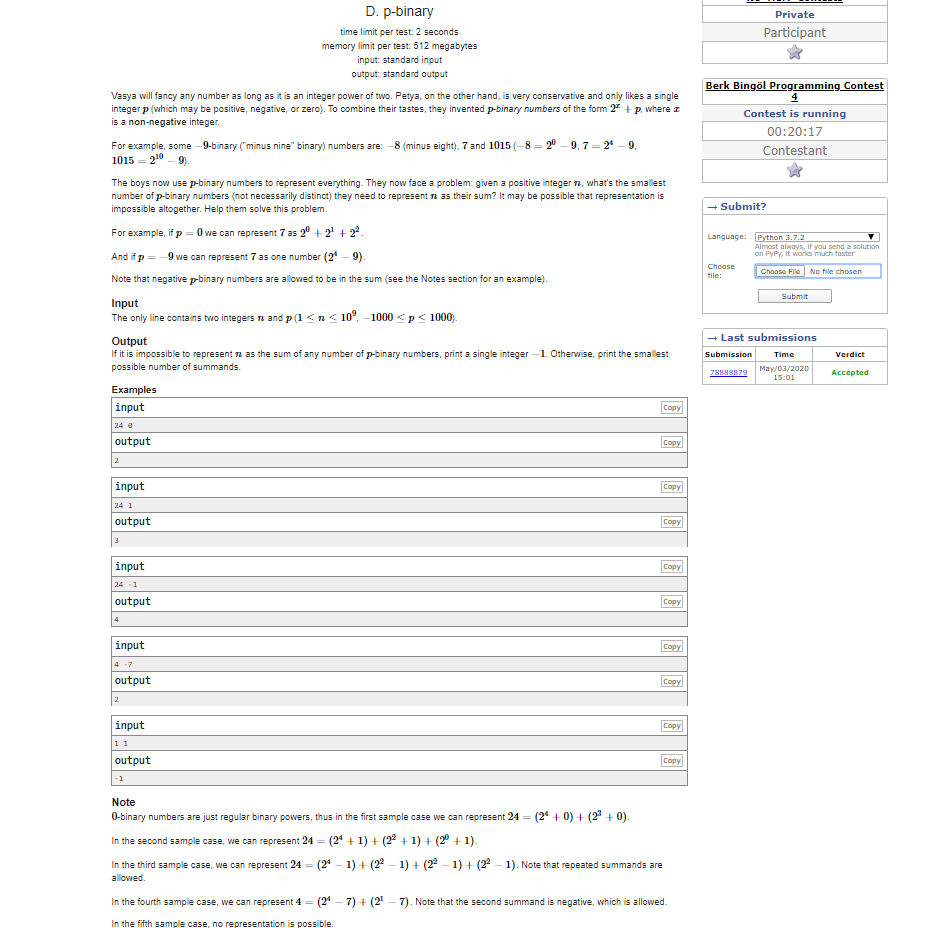 D. p-binary
time limit per test: 2 seconds
memory limit per test: 512 megabytes
input: standard input
output: standard output
Vasya will fancy any number as long as it is an integer power of two. Petya, on the other hand, is very conservative and only likes a single
integer p (which may be positive, negative, or zero). To combine their tastes, they invented p-binary numbers of the form 2^x + p, where x
is a non-negative integer.
For example, some −9-binary ("minus nine" binary) numbers are: −8 (minus eight), 7 and 1015 (−8 = 2^0 − 9, 7 = 2^4 − 9,
1015 = 2^10 − 9).
The boys now use p-binary numbers to represent everything. They now face a problem: given a positive integer n, what's the smallest
number of p-binary numbers (not necessarily distinct) they need to represent n as their sum? It may be possible that representation is
impossible altogether. Help them solve this problem.
For example, if p = 0 we can represent 7 as 2^0 + 2^1 + 2^2.
And if p = −9 we can represent 7 as one number (2^4 − 9).
Note that negative p-binary numbers are allowed to be in the sum (see the Notes section for an example).
Input
The only line contains two integers n and p (1 ≤ n ≤ 10^9, −1000 ≤ p ≤ 1000).
Output
If it is impossible to represent n as the sum of any number of p-binary numbers, print a single integer −1. Otherwise, print the smallest
possible number of summands.
Examples
input Copy
24 0
output Copy
2
input Copy
24 1
output Copy
3
input Copy
24 -1
output Copy
4
input Copy
4 -7
output Copy
2
input Copy
1 1
output Copy
-1
Note
0-binary numbers are just regular binary powers, thus in the first sample case we can represent 24 = (2^4 + 0) + (2^3 + 0).
In the second sample case, we can represent 24 = (2^4 + 1) + (2^2 + 1) + (2^0 + 1).
In the third sample case, we can represent 24 = (2^4 − 1) + (2^2 − 1) + (2^2 − 1) + (2^2 − 1). Note that repeated summands are
allowed.
In the fourth sample case, we can represent 4 = (2^4 − 7) + (2^1 − 7). Note that the second summand is negative, which is allowed.
In the fifth sample case, no representation is possible.
Private
Participant
Berk Bingöl Programming Contest
4
Contest is running
00:20:17
Contestant
→ Submit?
Language: Python 3.7.2
Almost always, if you send a solution
on PyPy, it works much faster
Choose
file: Choose File No file chosen
Submit
→ Last submissions
Submission Time Verdict
78888879 May/03/2020
15:01 Accepted